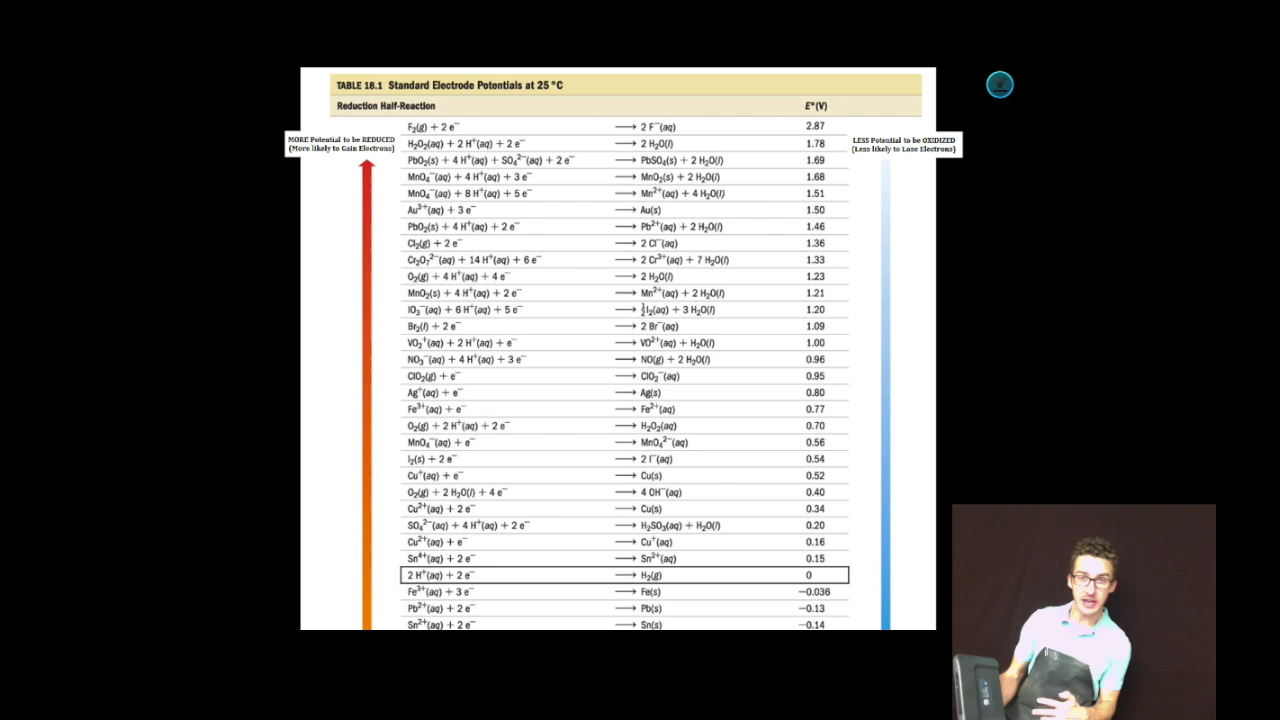 TABLE 18.1 Standard Electrode Potentials at 25 °C
Reduction Half-Reaction E°(V)
MORE Potential to be REDUCED
(More likely to Gain Electrons)
LESS Potential to be OXIDIZED
(Less likely to Lose Electrons)
F₂(g) + 2 e⁻ ⟶ 2 F⁻(aq) 2.87
H₂O₂(aq) + 2 H⁺(aq) + 2 e⁻ ⟶ 2 H₂O(l) 1.78
PbO₂(s) + 4 H⁺(aq) + SO₄²⁻(aq) + 2 e⁻ ⟶ PbSO₄(s) + 2 H₂O(l) 1.69
MnO₄⁻(aq) + 4 H⁺(aq) + 3 e⁻ ⟶ MnO₂(s) + 2 H₂O(l) 1.68
MnO₄⁻(aq) + 8 H⁺(aq) + 5 e⁻ ⟶ Mn²⁺(aq) + 4 H₂O(l) 1.51
Au³⁺(aq) + 3 e⁻ ⟶ Au(s) 1.50
PbO₂(s) + 4 H⁺(aq) + 2 e⁻ ⟶ Pb²⁺(aq) + 2 H₂O(l) 1.46
Cl₂(g) + 2 e⁻ ⟶ 2 Cl⁻(aq) 1.36
Cr₂O₇²⁻(aq) + 14 H⁺(aq) + 6 e⁻ ⟶ 2 Cr³⁺(aq) + 7 H₂O(l) 1.33
O₂(g) + 4 H⁺(aq) + 4 e⁻ ⟶ 2 H₂O(l) 1.23
MnO₂(s) + 4 H⁺(aq) + 2 e⁻ ⟶ Mn²⁺(aq) + 2 H₂O(l) 1.21
IO₃⁻(aq) + 6 H⁺(aq) + 5 e⁻ ⟶ ½I₂(aq) + 3 H₂O(l) 1.20
Br₂(l) + 2 e⁻ ⟶ 2 Br⁻(aq) 1.09
VO₂⁺(aq) + 2 H⁺(aq) + e⁻ ⟶ VO²⁺(aq) + H₂O(l) 1.00
NO₃⁻(aq) + 4 H⁺(aq) + 3 e⁻ ⟶ NO(g) + 2 H₂O(l) 0.96
ClO₂(g) + e⁻ ⟶ ClO₂⁻(aq) 0.95
Ag⁺(aq) + e⁻ ⟶ Ag(s) 0.80
Fe³⁺(aq) + e⁻ ⟶ Fe²⁺(aq) 0.77
O₂(g) + 2 H⁺(aq) + 2 e⁻ ⟶ H₂O₂(aq) 0.70
MnO₄⁻(aq) + e⁻ ⟶ MnO₄²⁻(aq) 0.56
I₂(s) + 2 e⁻ ⟶ 2 I⁻(aq) 0.54
Cu⁺(aq) + e⁻ ⟶ Cu(s) 0.52
O₂(g) + 2 H₂O(l) + 4 e⁻ ⟶ 4 OH⁻(aq) 0.40
Cu²⁺(aq) + 2 e⁻ ⟶ Cu(s) 0.34
SO₄²⁻(aq) + 4 H⁺(aq) + 2 e⁻ ⟶ H₂SO₃(aq) + H₂O(l) 0.20
Cu²⁺(aq) + e⁻ ⟶ Cu⁺(aq) 0.16
Sn⁴⁺(aq) + 2 e⁻ ⟶ Sn²⁺(aq) 0.15
2 H⁺(aq) + 2 e⁻ ⟶ H₂(g) 0
Fe³⁺(aq) + 3 e⁻ ⟶ Fe(s) −0.036
Pb²⁺(aq) + 2 e⁻ ⟶ Pb(s) −0.13
Sn²⁺(aq) + 2 e⁻ ⟶ Sn(s) −0.14